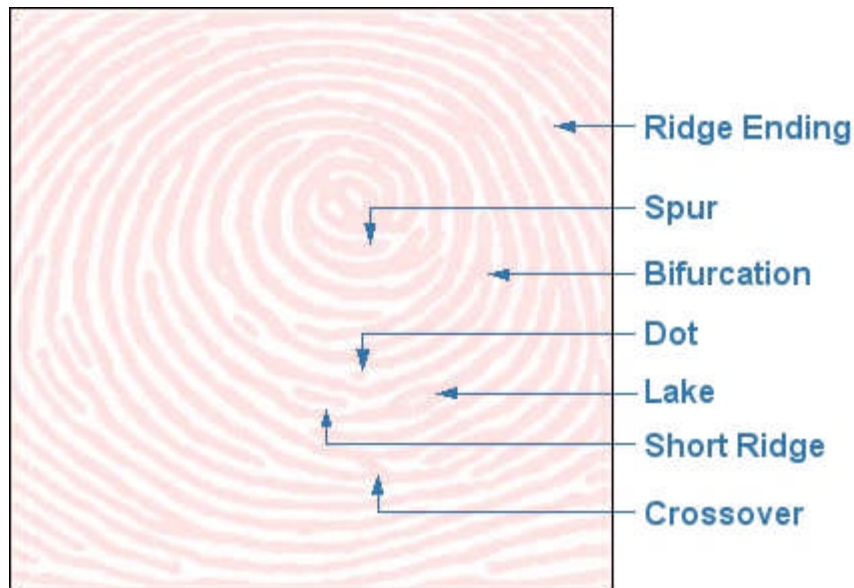 Ridge Ending
Spur
Bifurcation
Dot
Lake
Short Ridge
Crossover